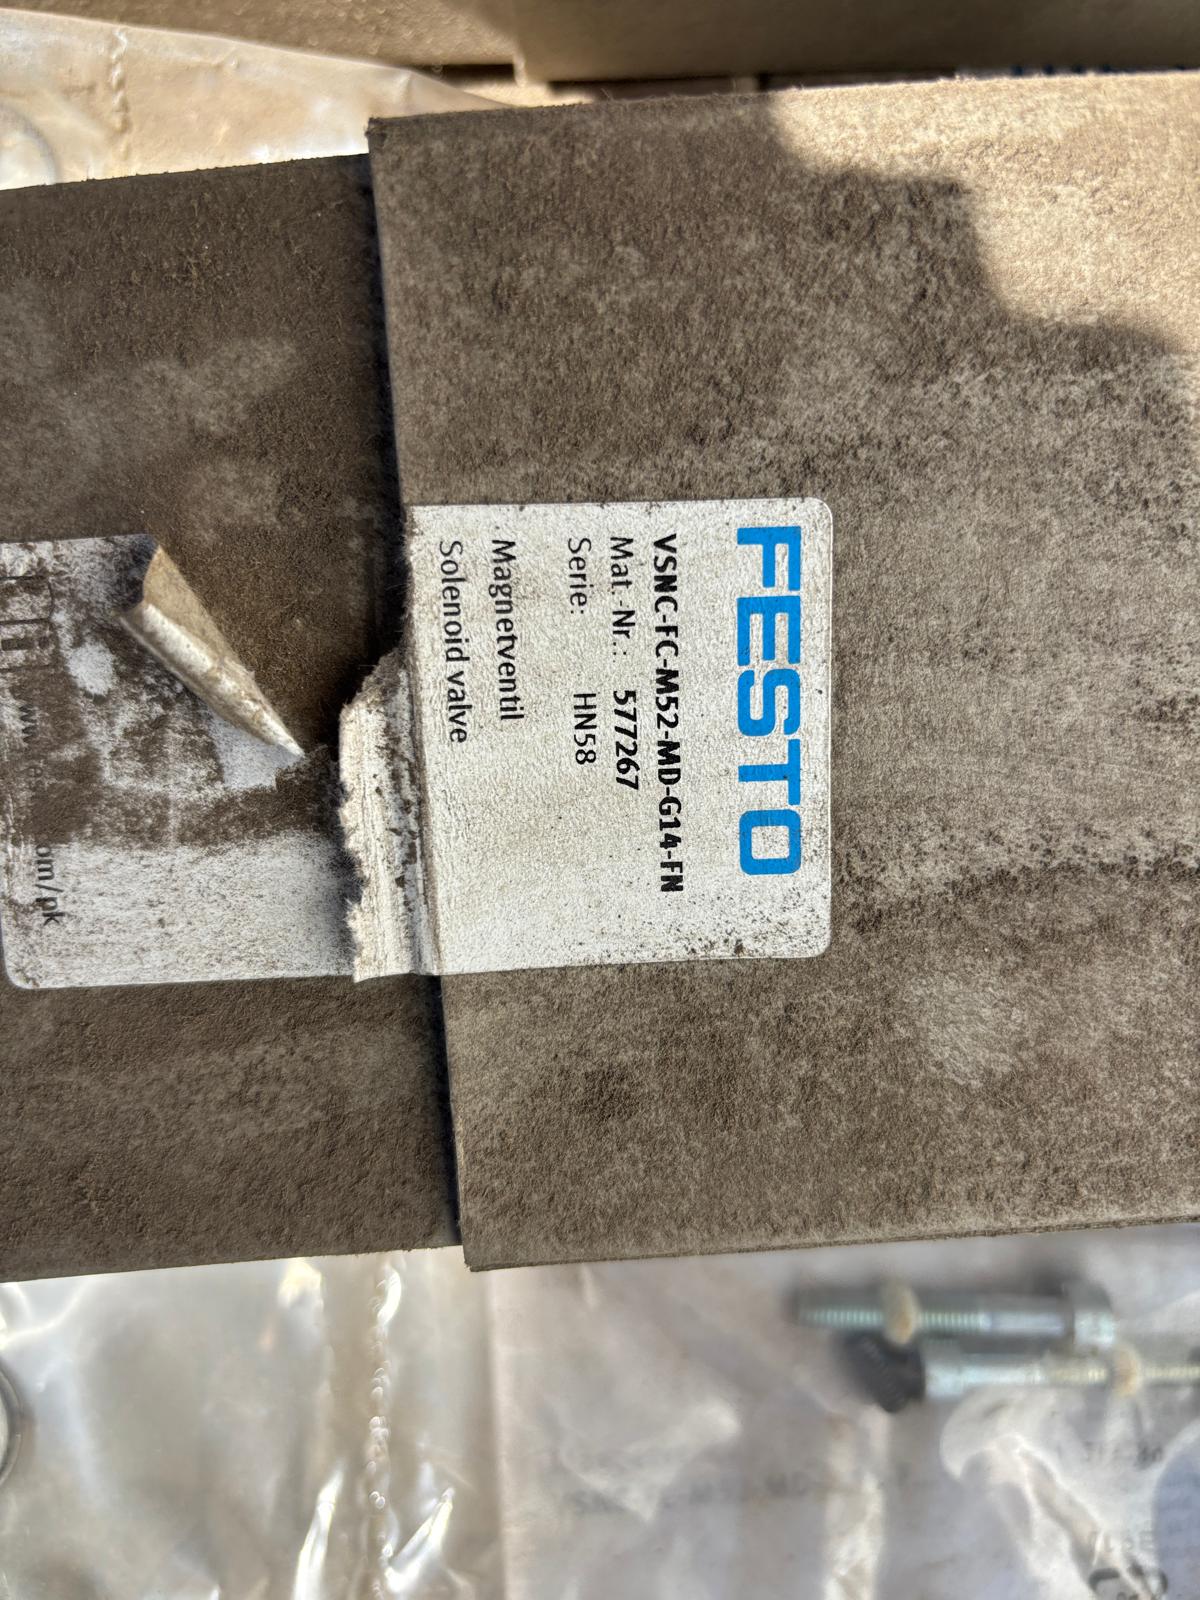 FESTO
VSNC-FC-M52-MD-G14-FN
Mat.-Nr.: 577267
Serie: HN58
Magnetventil
Solenoid valve
om/pk